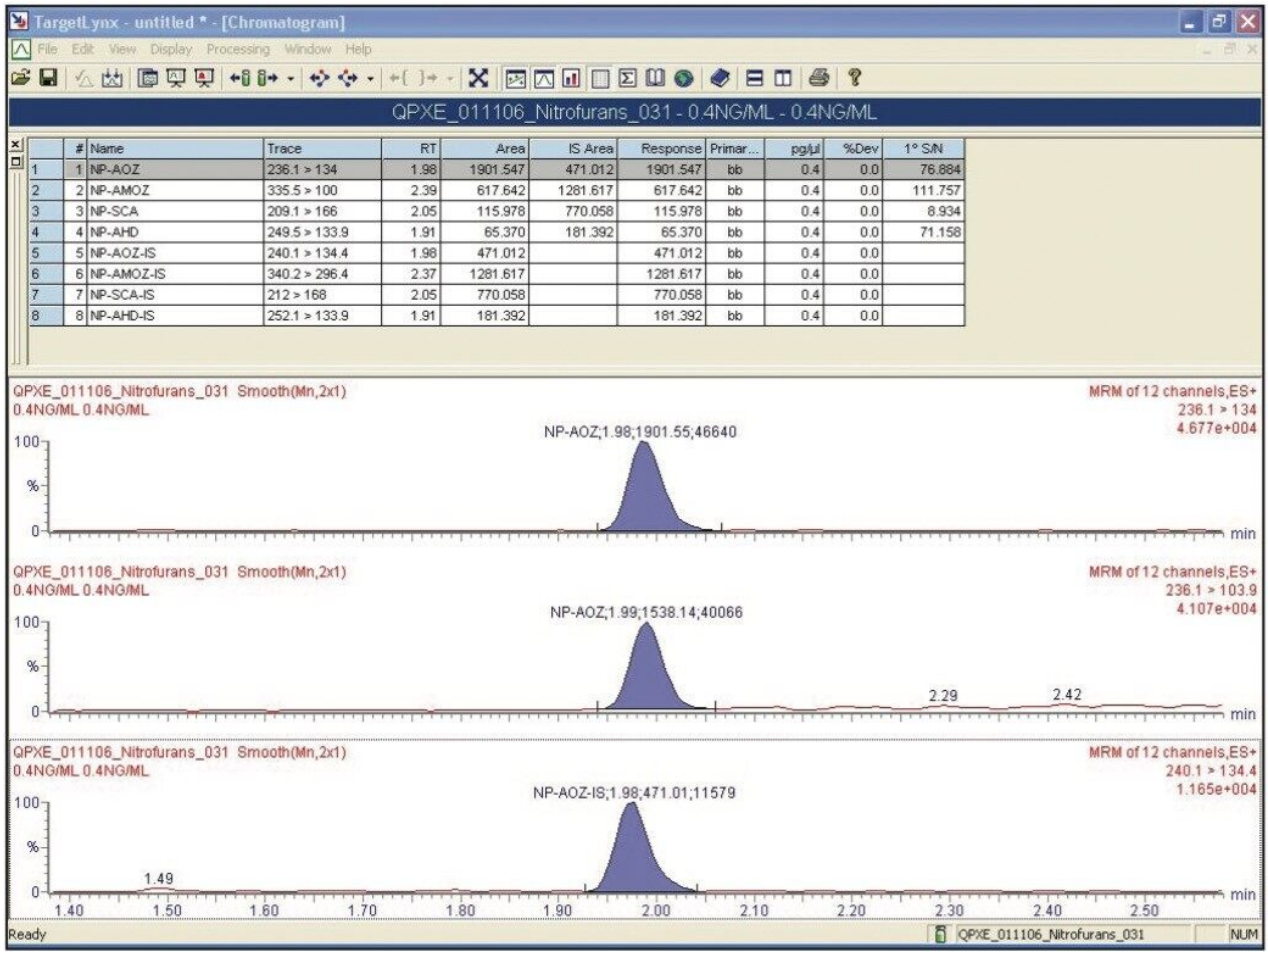 TargetLynx - untitled * - [Chromatogram]
File Edit View Display Processing Window Help
QPXE_011106_Nitrofurans_031 - 0.4NG/ML - 0.4NG/ML
# Name Trace RT Area IS Area Response Primar... pg/µl %Dev 1° S/N
1 1 NP-AOZ 236.1 > 134 1.98 1901.547 471.012 1901.547 bb 0.4 0.0 76.884
2 2 NP-AMOZ 335.5 > 100 2.39 617.642 1281.617 617.642 bb 0.4 0.0 111.757
3 3 NP-SCA 209.1 > 166 2.05 115.978 770.058 115.978 bb 0.4 0.0 8.934
4 4 NP-AHD 249.5 > 133.9 1.91 65.370 181.392 65.370 bb 0.4 0.0 71.158
5 5 NP-AOZ-IS 240.1 > 134.4 1.98 471.012 471.012 bb 0.4 0.0
6 6 NP-AMOZ-IS 340.2 > 296.4 2.37 1281.617 1281.617 bb 0.4 0.0
7 7 NP-SCA-IS 212 > 168 2.05 770.058 770.058 bb 0.4 0.0
8 8 NP-AHD-IS 252.1 > 133.9 1.91 181.392 181.392 bb 0.4 0.0
QPXE_011106_Nitrofurans_031 Smooth(Mn,2x1) MRM of 12 channels,ES+
0.4NG/ML 0.4NG/ML 236.1 > 134
4.677e+004
NP-AOZ;1.98;1901.55;46640
100
%
0
min
QPXE_011106_Nitrofurans_031 Smooth(Mn,2x1) MRM of 12 channels,ES+
0.4NG/ML 0.4NG/ML 236.1 > 103.9
4.107e+004
NP-AOZ;1.99;1538.14;40066
100
%
2.29 2.42
0
min
QPXE_011106_Nitrofurans_031 Smooth(Mn,2x1) MRM of 12 channels,ES+
0.4NG/ML 0.4NG/ML 240.1 > 134.4
1.165e+004
NP-AOZ-IS;1.98;471.01;11579
100
%
1.49
0
min
1.40 1.50 1.60 1.70 1.80 1.90 2.00 2.10 2.20 2.30 2.40 2.50
Ready QPXE_011106_Nitrofurans_031 NUM